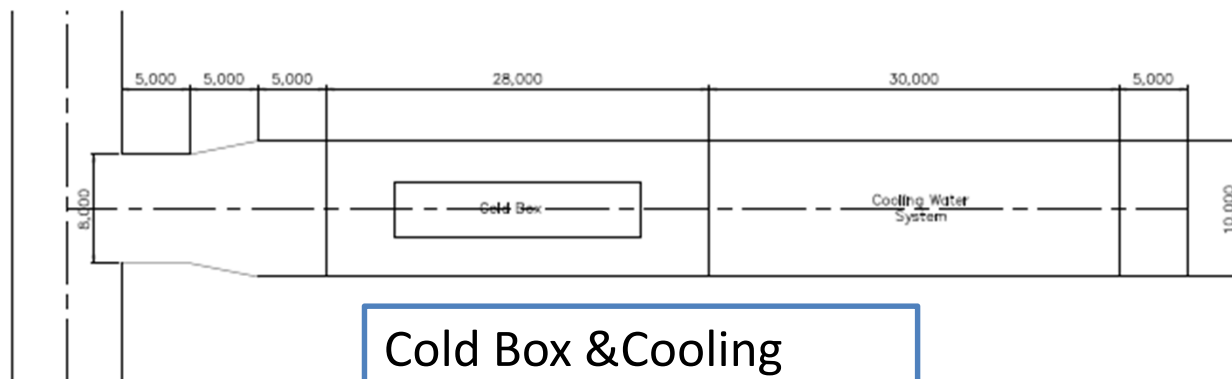 5,000 5,000 5,000 28,000 30,000 5,000
8,000
Cold Box
Cooling Water
System
10,000
Cold Box &Cooling